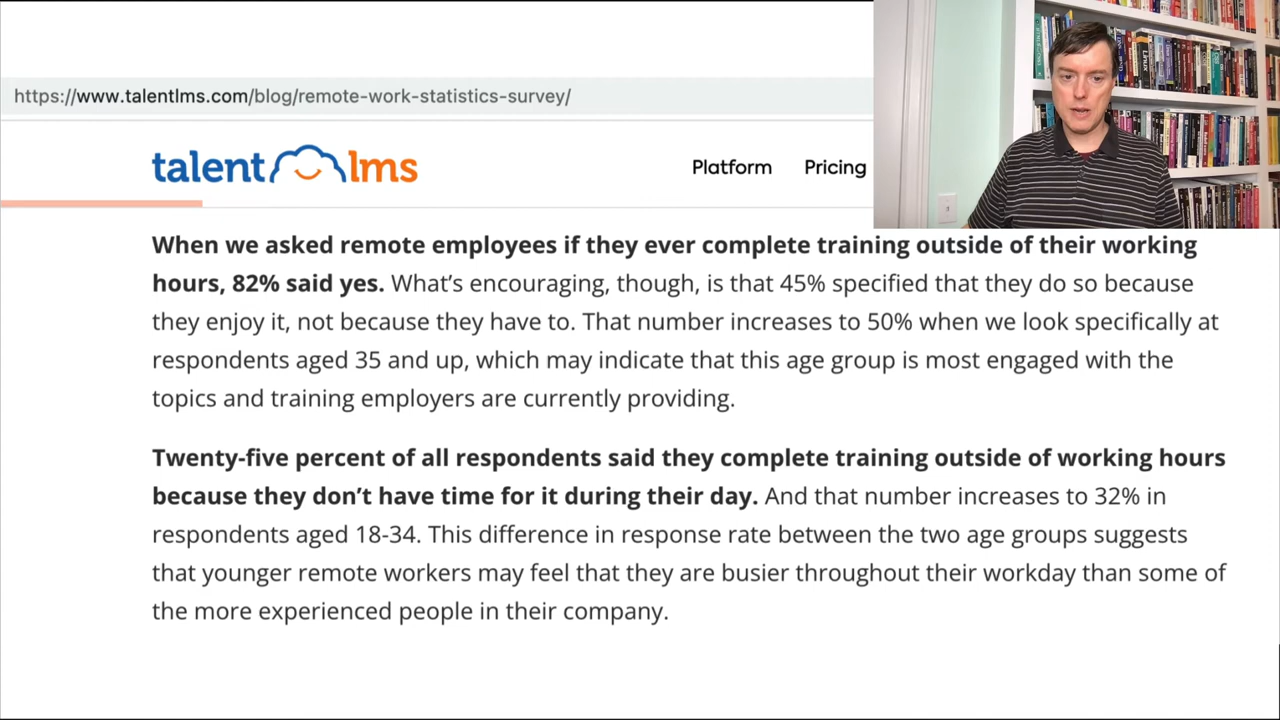 https://www.talentlms.com/blog/remote-work-statistics-survey/
talent lms
Platform Pricing
When we asked remote employees if they ever complete training outside of their working
hours, 82% said yes. What’s encouraging, though, is that 45% specified that they do so because
they enjoy it, not because they have to. That number increases to 50% when we look specifically at
respondents aged 35 and up, which may indicate that this age group is most engaged with the
topics and training employers are currently providing.
Twenty-five percent of all respondents said they complete training outside of working hours
because they don’t have time for it during their day. And that number increases to 32% in
respondents aged 18-34. This difference in response rate between the two age groups suggests
that younger remote workers may feel that they are busier throughout their workday than some of
the more experienced people in their company.
Linux